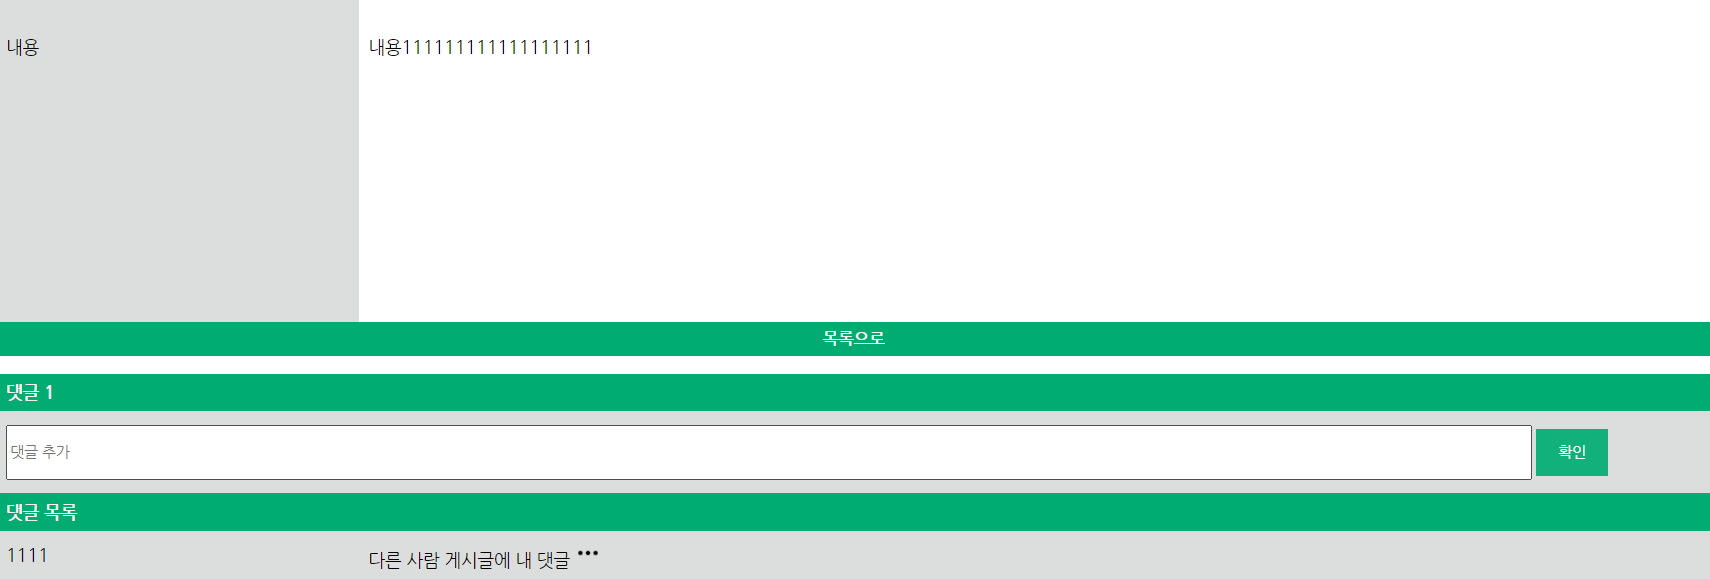 내용 내용111111111111111111
목록으로
댓글 1
댓글 추가 확인
댓글 목록
1111 다른 사람 게시글에 내 댓글 •••